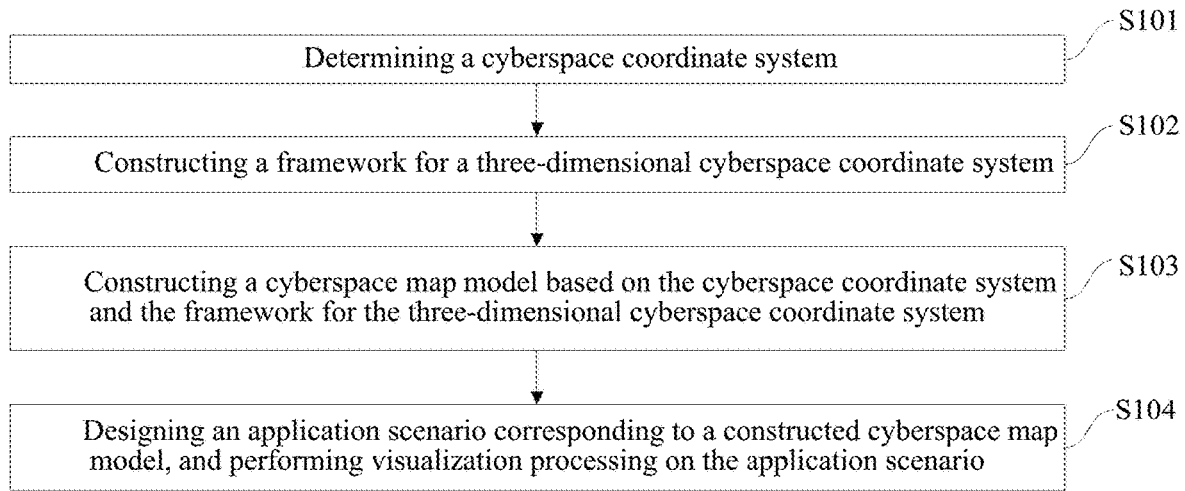 S101
Determining a cyberspace coordinate system
S102
Constructing a framework for a three-dimensional cyberspace coordinate system
S103
Constructing a cyberspace map model based on the cyberspace coordinate system
and the framework for the three-dimensional cyberspace coordinate system
S104
Designing an application scenario corresponding to a constructed cyberspace map
model, and performing visualization processing on the application scenario